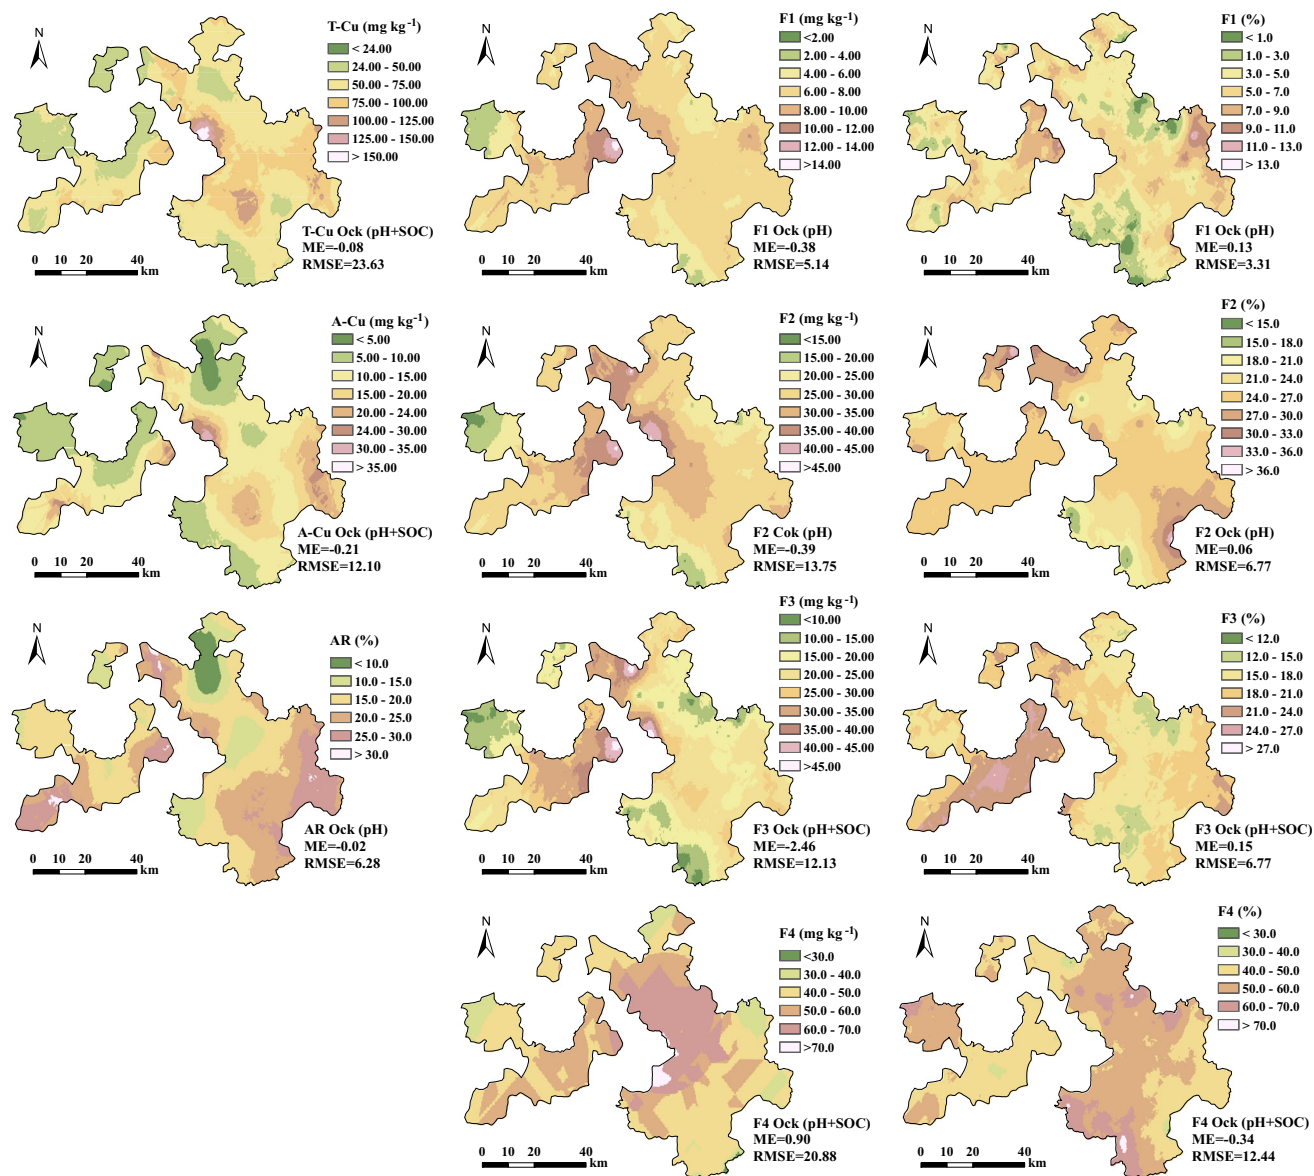 N
T-Cu (mg kg⁻¹)
< 24.00
24.00 - 50.00
50.00 - 75.00
75.00 - 100.00
100.00 - 125.00
125.00 - 150.00
> 150.00
T-Cu Ock (pH+SOC)
ME=-0.08
RMSE=23.63
0 10 20 40 km
N
F1 (mg kg⁻¹)
<2.00
2.00 - 4.00
4.00 - 6.00
6.00 - 8.00
8.00 - 10.00
10.00 - 12.00
12.00 - 14.00
>14.00
F1 Ock (pH)
ME=-0.38
RMSE=5.14
0 10 20 40
km
N
F1 (%)
< 1.0
1.0 - 3.0
3.0 - 5.0
5.0 - 7.0
7.0 - 9.0
9.0 - 11.0
11.0 - 13.0
> 13.0
F1 Ock (pH)
ME=0.13
RMSE=3.31
0 10 20 40
km
N
A-Cu (mg kg⁻¹)
< 5.00
5.00 - 10.00
10.00 - 15.00
15.00 - 20.00
20.00 - 24.00
24.00 - 30.00
30.00 - 35.00
> 35.00
A-Cu Ock (pH+SOC)
ME=-0.21
RMSE=12.10
0 10 20 40
km
N
F2 (mg kg⁻¹)
<15.00
15.00 - 20.00
20.00 - 25.00
25.00 - 30.00
30.00 - 35.00
35.00 - 40.00
40.00 - 45.00
>45.00
F2 Cok (pH)
ME=-0.39
RMSE=13.75
0 10 20 40
km
N
F2 (%)
< 15.0
15.0 - 18.0
18.0 - 21.0
21.0 - 24.0
24.0 - 27.0
27.0 - 30.0
30.0 - 33.0
33.0 - 36.0
> 36.0
F2 Ock (pH)
ME=0.06
RMSE=6.77
0 10 20 40
km
N
AR (%)
< 10.0
10.0 - 15.0
15.0 - 20.0
20.0 - 25.0
25.0 - 30.0
> 30.0
AR Ock (pH)
ME=-0.02
RMSE=6.28
0 10 20 40
km
N
F3 (mg kg⁻¹)
<10.00
10.00 - 15.00
15.00 - 20.00
20.00 - 25.00
25.00 - 30.00
30.00 - 35.00
35.00 - 40.00
40.00 - 45.00
>45.00
F3 Ock (pH+SOC)
ME=-2.46
RMSE=12.13
0 10 20 40
km
N
F3 (%)
< 12.0
12.0 - 15.0
15.0 - 18.0
18.0 - 21.0
21.0 - 24.0
24.0 - 27.0
> 27.0
F3 Ock (pH+SOC)
ME=0.15
RMSE=6.77
0 10 20 40
km
N
F4 (mg kg⁻¹)
<30.0
30.0 - 40.0
40.0 - 50.0
50.0 - 60.0
60.0 - 70.0
>70.0
F4 Ock (pH+SOC)
ME=0.90
RMSE=20.88
0 10 20 40
km
N
F4 (%)
< 30.0
30.0 - 40.0
40.0 - 50.0
50.0 - 60.0
60.0 - 70.0
> 70.0
F4 Ock (pH+SOC)
ME=-0.34
RMSE=12.44
0 10 20 40
km